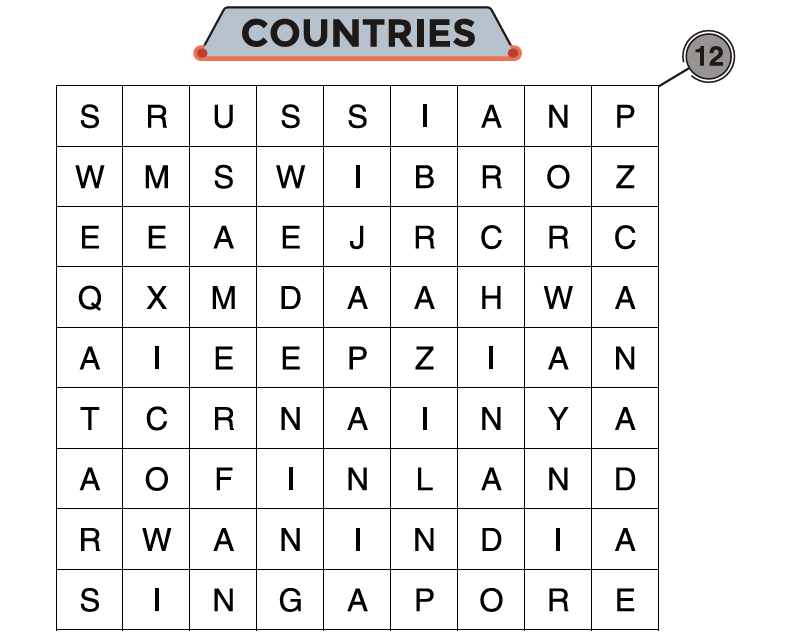 COUNTRIES
12
S R U S S I A N P
W M S W I B R O Z
E E A E J R C R C
Q X M D A A H W A
A I E E P Z I A N
T C R N A I N Y A
A O F I N L A N D
R W A N I N D I A
S I N G A P O R E